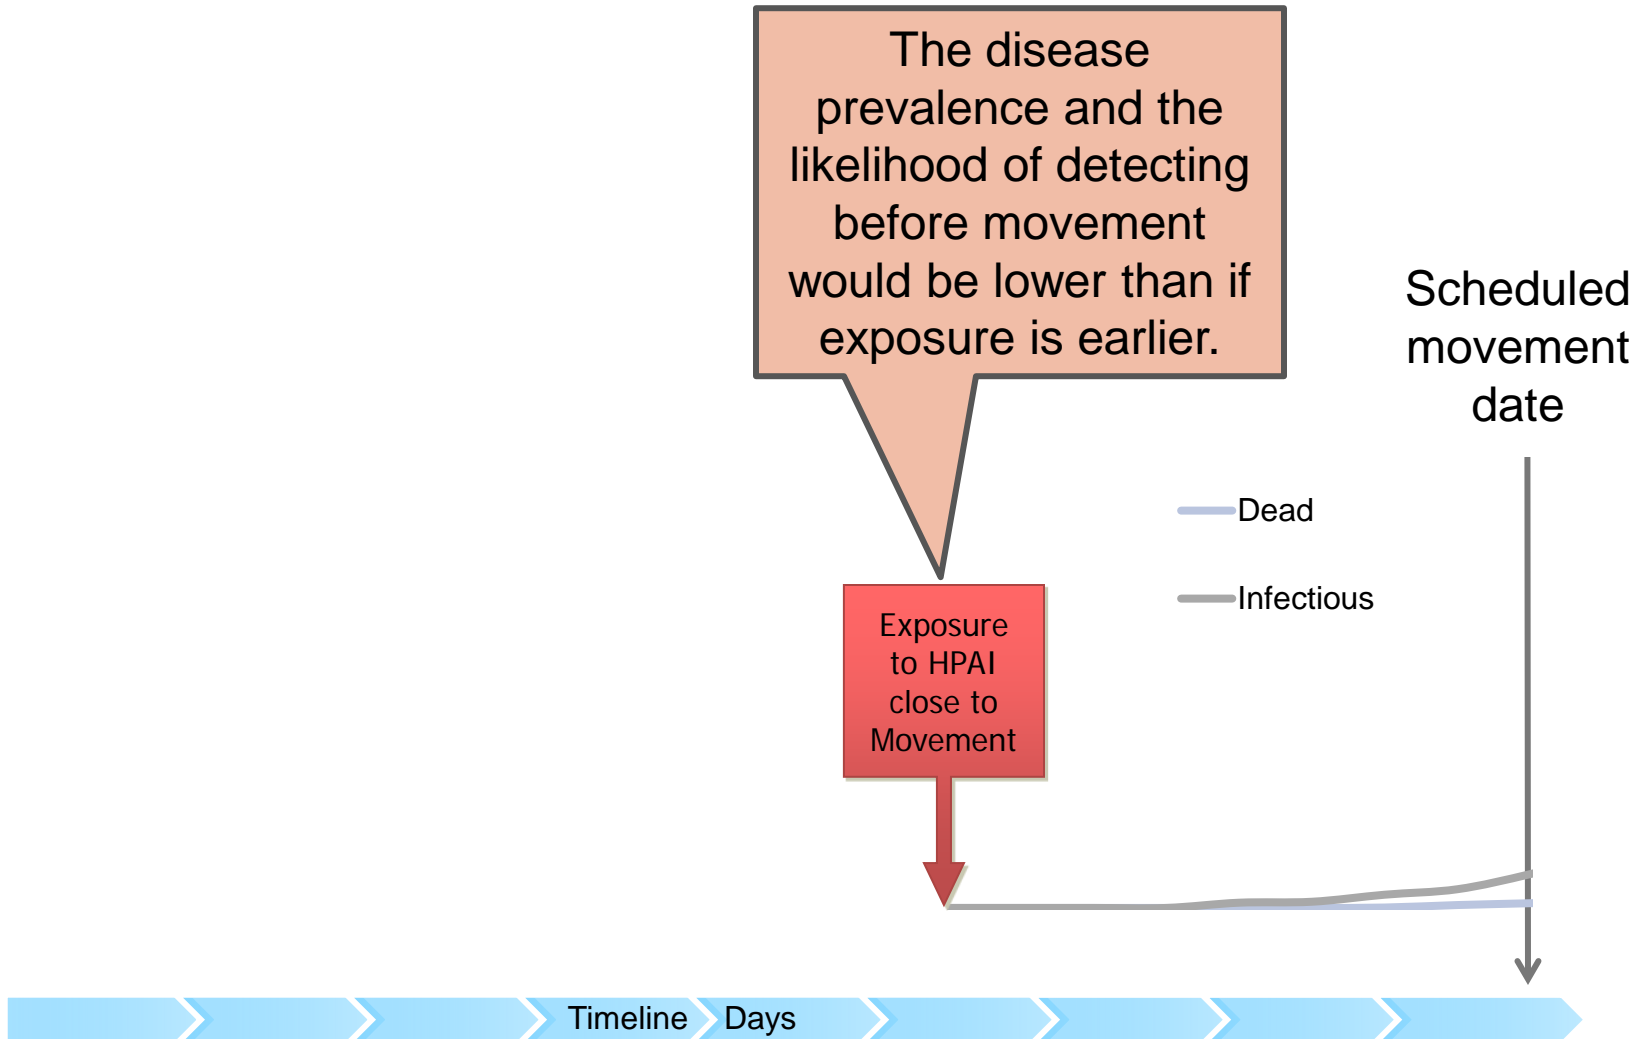 The disease
prevalence and the
likelihood of detecting
before movement
would be lower than if
exposure is earlier.
Scheduled
movement
date
Dead
Infectious
Exposure
to HPAI
close to
Movement
Timeline Days